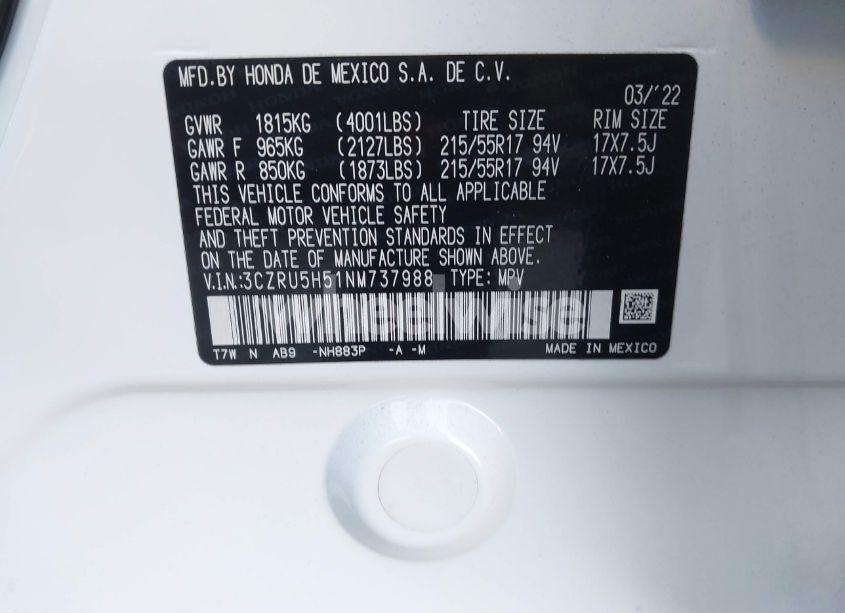 MFD.BY HONDA DE MEXICO S.A. DE C.V.
03/'22
GVWR 1815KG (4001LBS) TIRE SIZE RIM SIZE
GAWR F 965KG (2127LBS) 215/55R17 94V 17X7.5J
GAWR R 850KG (1873LBS) 215/55R17 94V 17X7.5J
THIS VEHICLE CONFORMS TO ALL APPLICABLE
FEDERAL MOTOR VEHICLE SAFETY
AND THEFT PREVENTION STANDARDS IN EFFECT
ON THE DATE OF MANUFACTURE SHOWN ABOVE.
V.I.N.:3CZRU5H51NM737988 TYPE: MPV
wheelwise
T7W N AB9 -NH883P -A -M MADE IN MEXICO